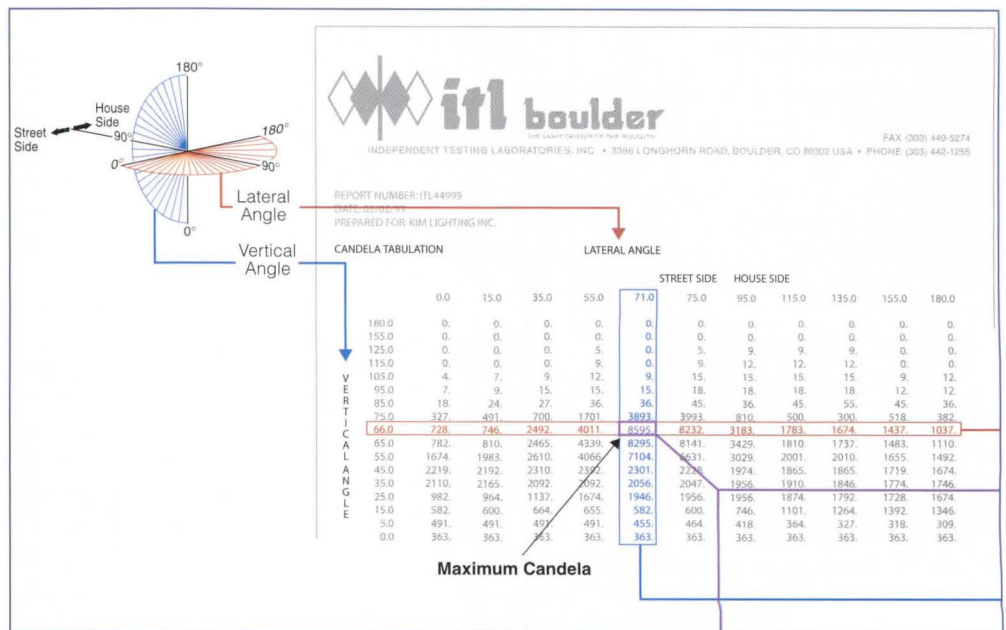 180°
House
Side
Street
Side
90°
180°
0°
90°
0°
Lateral
Angle
Vertical
Angle
itl boulder
INDEPENDENT TESTING LABORATORIES, INC. • 3386 LONGHORN ROAD, BOULDER, CO 80302 USA • PHONE (303) 442-1255
FAX (303) 449-5274
REPORT NUMBER: ITL44999
DATE: 02/02/99
PREPARED FOR: KIM LIGHTING INC.
CANDELA TABULATION LATERAL ANGLE
STREET SIDE HOUSE SIDE
0.0 15.0 35.0 55.0 71.0 75.0 95.0 115.0 135.0 155.0 180.0
VERTICAL ANGLE
180.0 0. 0. 0. 0. 0. 0. 0. 0. 0. 0. 0.
155.0 0. 0. 0. 0. 0. 0. 0. 0. 0. 0. 0.
125.0 0. 0. 0. 5. 0. 5. 9. 9. 9. 0. 0.
115.0 0. 0. 0. 9. 0. 9. 12. 12. 12. 0. 0.
105.0 4. 7. 9. 12. 9. 15. 15. 15. 15. 9. 12.
95.0 7. 9. 15. 15. 15. 18. 18. 18. 18. 12. 12.
85.0 18. 24. 27. 36. 36. 45. 36. 45. 55. 45. 36.
75.0 327. 491. 700. 1701. 3893. 3993. 810. 500. 300. 518. 382.
66.0 728. 746. 2492. 4011. 8595. 8232. 3183. 1783. 1674. 1437. 1037.
65.0 782. 810. 2465. 4339. 8295. 8141. 3429. 1810. 1737. 1483. 1110.
55.0 1674. 1983. 2610. 4066. 7104. 6631. 3029. 2001. 2010. 1655. 1492.
45.0 2219. 2192. 2310. 2392. 2301. 2228. 1974. 1865. 1865. 1719. 1674.
35.0 2110. 2165. 2092. 2092. 2056. 2047. 1956. 1910. 1846. 1774. 1746.
25.0 982. 964. 1137. 1674. 1946. 1956. 1956. 1874. 1792. 1728. 1674.
15.0 582. 600. 664. 655. 582. 600. 746. 1101. 1264. 1392. 1346.
5.0 491. 491. 491. 491. 455. 464. 418. 364. 327. 318. 309.
0.0 363. 363. 363. 363. 363. 363. 363. 363. 363. 363. 363.
Maximum Candela